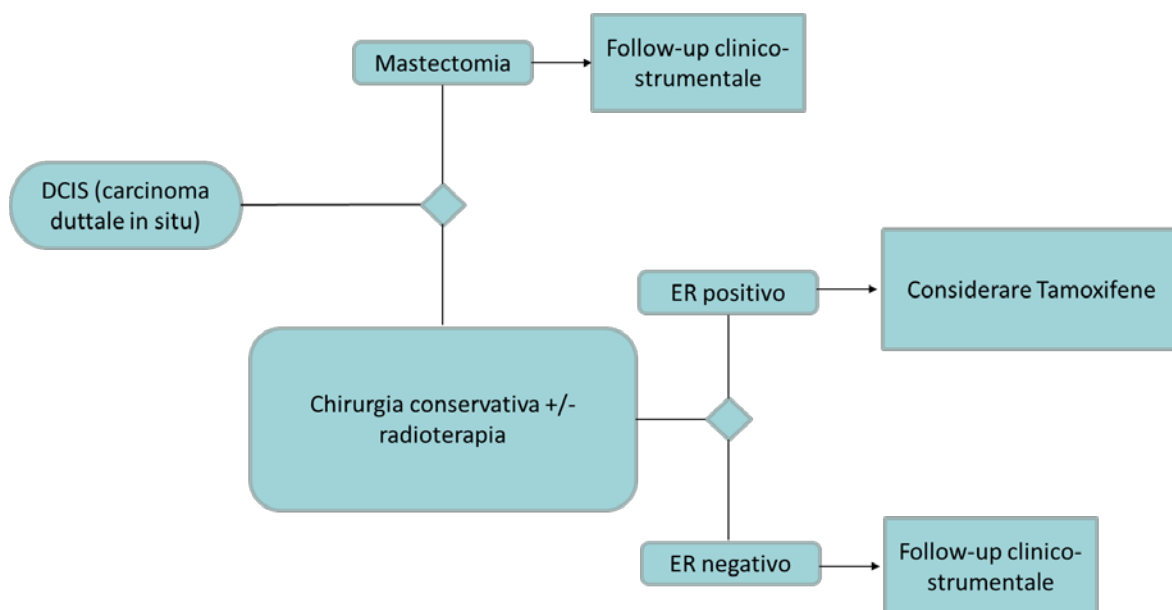 Mastectomia
Follow-up clinico-
strumentale
DCIS (carcinoma
duttale in situ)
Chirurgia conservativa +/-
radioterapia
ER positivo
Considerare Tamoxifene
ER negativo
Follow-up clinico-
strumentale